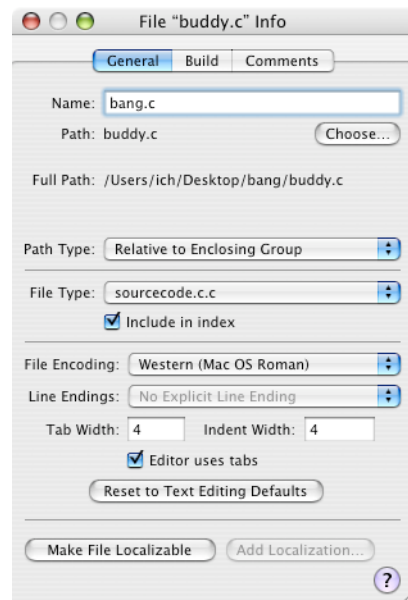 File “buddy.c” Info
General Build Comments
Name: bang.c
Path: buddy.c Choose...
Full Path: /Users/ich/Desktop/bang/buddy.c
Path Type: Relative to Enclosing Group
File Type: sourcecode.c.c
Include in index
File Encoding: Western (Mac OS Roman)
Line Endings: No Explicit Line Ending
Tab Width: 4 Indent Width: 4
Editor uses tabs
Reset to Text Editing Defaults
Make File Localizable Add Localization...
?